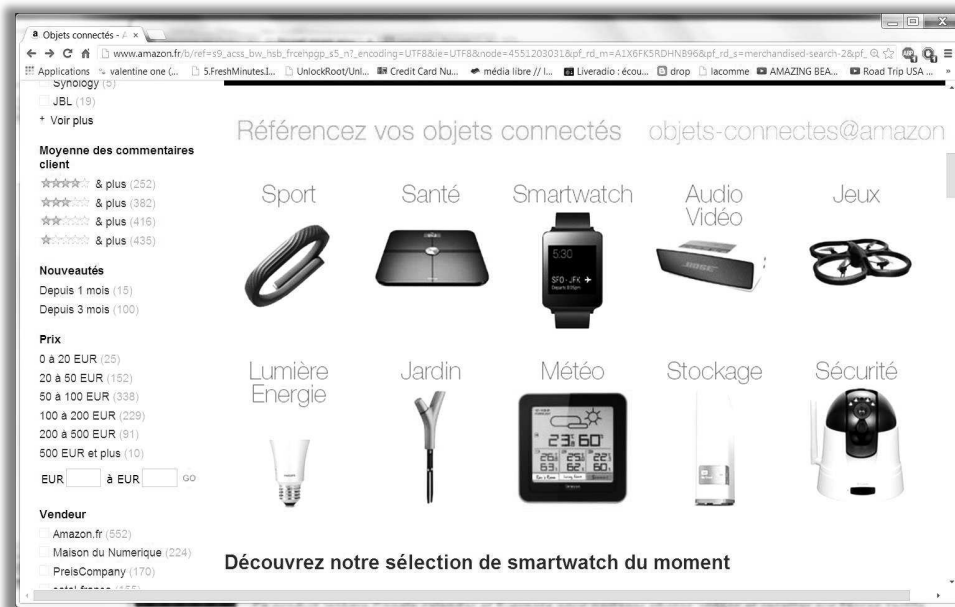 Objets connectés - A
www.amazon.fr/b/ref=s9_acss_bw_hsb_frcehpgp_s5_n?_encoding=UTF8&ie=UTF8&node=4551203031&pf_rd_m=A1X6FK5RDHNB96&pf_rd_s=merchandised-search-2&pf_
Applications valentine one (... 5.FreshMinutes.I... UnlockRoot/Unl... Credit Card Nu... média libre // l... Liveradio : écou... drop lacomme AMAZING BEA... Road Trip USA ... »
Synology (5)
JBL (19)
+ Voir plus
Moyenne des commentaires
client
& plus (252)
& plus (382)
& plus (416)
& plus (435)
Nouveautés
Depuis 1 mois (15)
Depuis 3 mois (100)
Prix
0 à 20 EUR (25)
20 à 50 EUR (152)
50 à 100 EUR (338)
100 à 200 EUR (229)
200 à 500 EUR (91)
500 EUR et plus (10)
EUR à EUR GO
Vendeur
Amazon.fr (552)
Maison du Numerique (224)
PreisCompany (170)
Référencez vos objets connectés objets-connectes@amazon
Sport Santé Smartwatch Audio Vidéo Jeux
5:30
SFO - JFK
BOSE
Lumière Energie Jardin Météo Stockage Sécurité
Découvrez notre sélection de smartwatch du moment